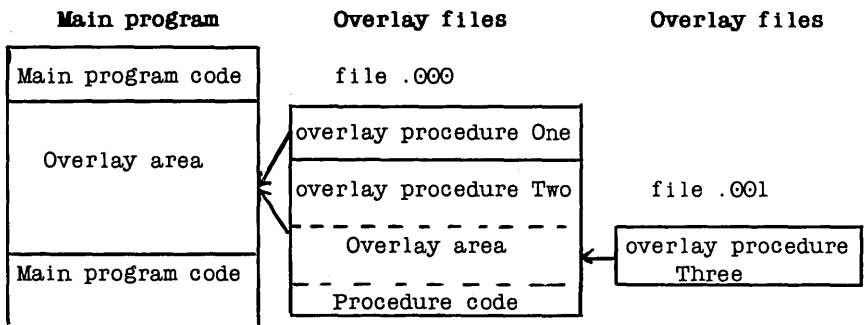 Main program
Overlay files
Overlay files
Main program code
file .000
overlay procedure One
Overlay area
overlay procedure Two
file .001
Overlay area
overlay procedure
Three
Main program code
Procedure code